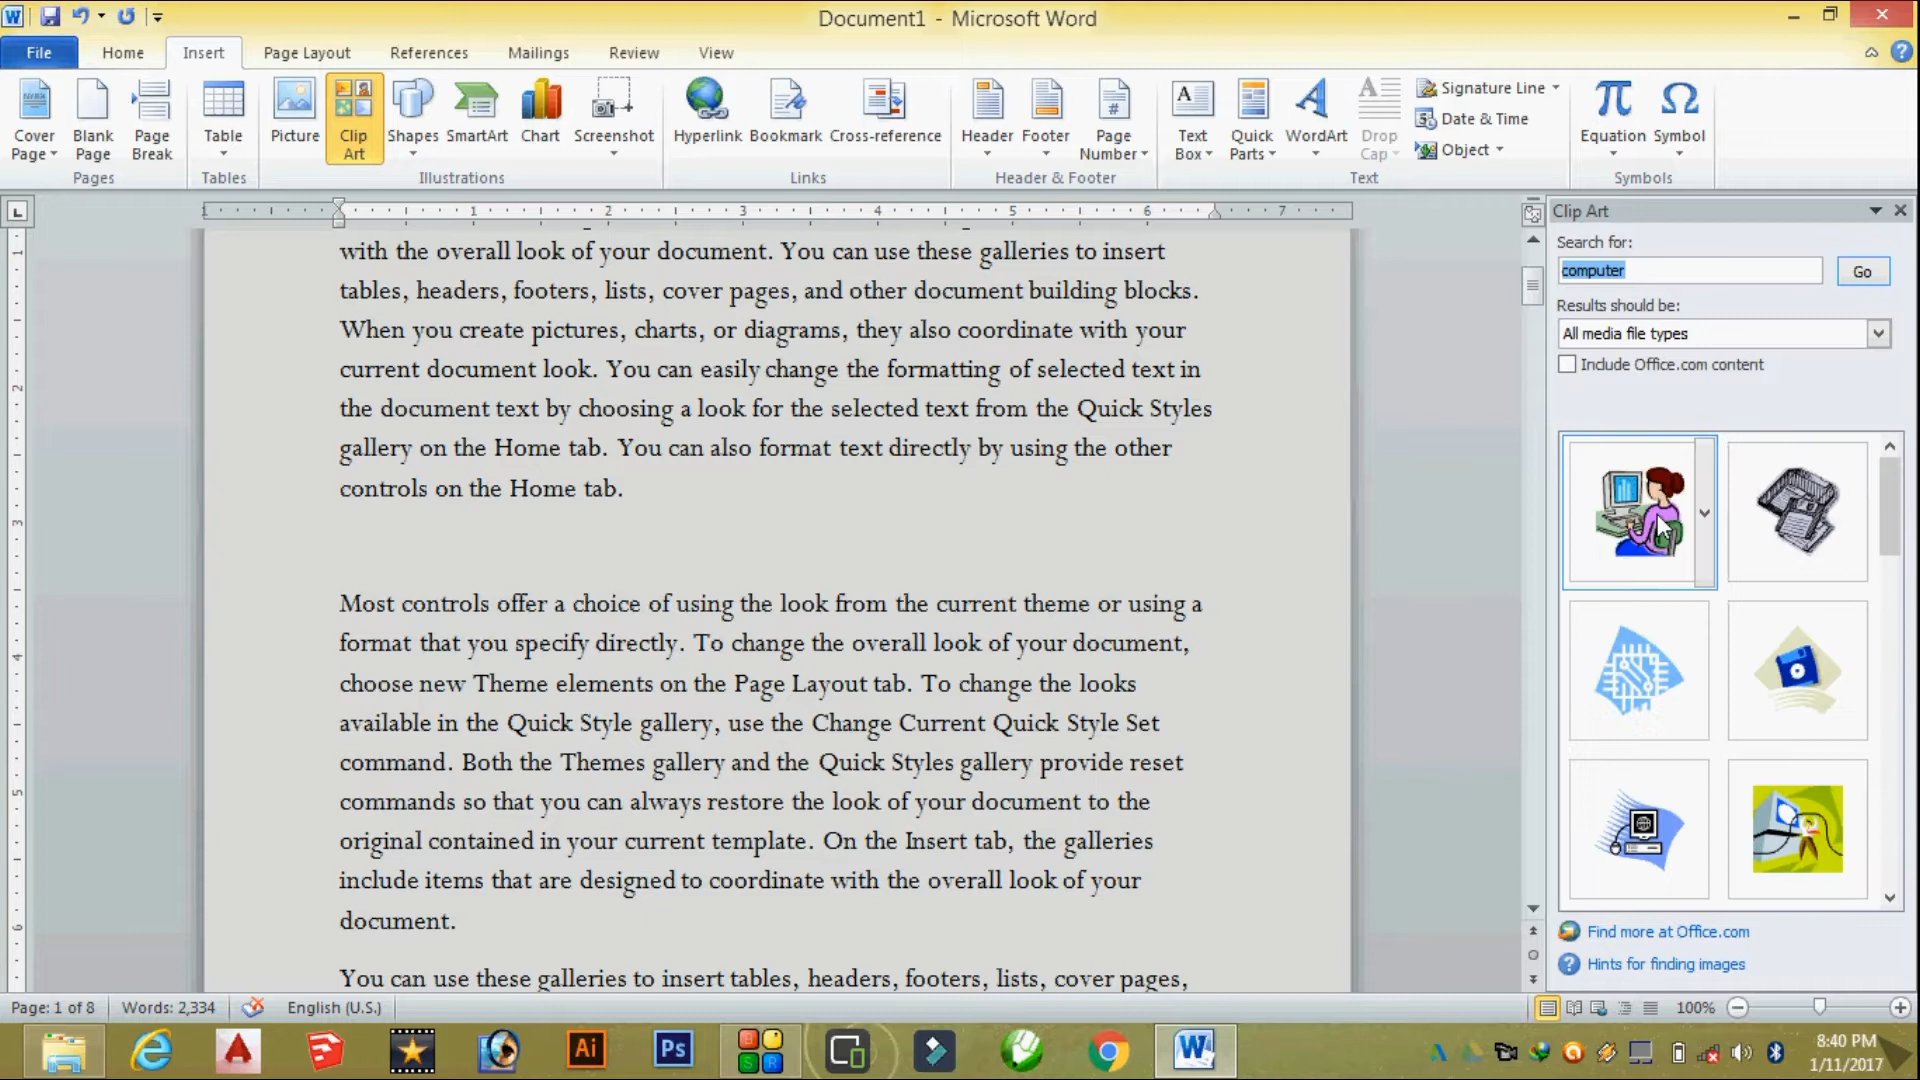 Document1 - Microsoft Word
File Home Insert Page Layout References Mailings Review View
Cover Page
Blank Page
Page Break
Table
Picture
Clip Art
Shapes
SmartArt
Chart
Screenshot
Hyperlink
Bookmark
Cross-reference
Header
Footer
Page Number
Text Box
Quick Parts
WordArt
Drop Cap
Signature Line
Date & Time
Object
Equation
Symbol
Pages
Tables
Illustrations
Links
Header & Footer
Text
Symbols
1 1 2 3 4 5 6 7
with the overall look of your document. You can use these galleries to insert
tables, headers, footers, lists, cover pages, and other document building blocks.
When you create pictures, charts, or diagrams, they also coordinate with your
current document look. You can easily change the formatting of selected text in
the document text by choosing a look for the selected text from the Quick Styles
gallery on the Home tab. You can also format text directly by using the other
controls on the Home tab.
Most controls offer a choice of using the look from the current theme or using a
format that you specify directly. To change the overall look of your document,
choose new Theme elements on the Page Layout tab. To change the looks
available in the Quick Style gallery, use the Change Current Quick Style Set
command. Both the Themes gallery and the Quick Styles gallery provide reset
commands so that you can always restore the look of your document to the
original contained in your current template. On the Insert tab, the galleries
include items that are designed to coordinate with the overall look of your
document.
You can use these galleries to insert tables, headers, footers, lists, cover pages,
Clip Art
Search for:
computer
Go
Results should be:
All media file types
Include Office.com content
Find more at Office.com
Hints for finding images
Page: 1 of 8 Words: 2,334 English (U.S.) 100%
Ai
Ps
8:40 PM
1/11/2017